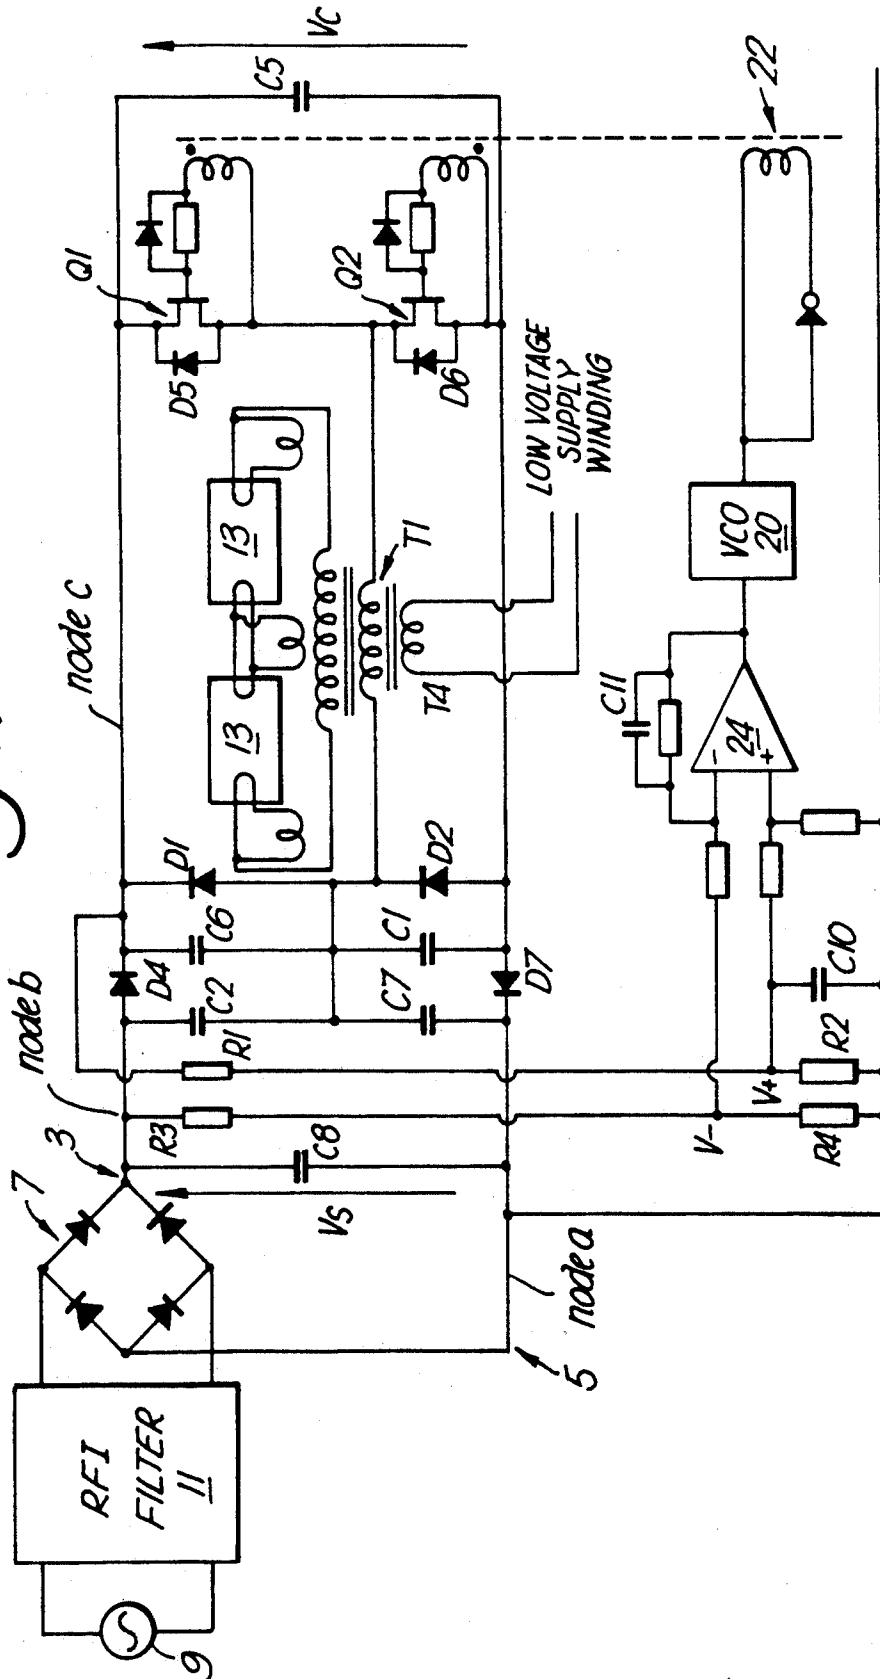 RFI
FILTER
11
9
7
3
5
node b
node c
node a
Vs
Vc
R3
C8
R1
C2
C7
D4
D7
C6
C1
D1
D2
13
13
T1
T4
LOW VOLTAGE
SUPPLY
WINDING
D5
Q1
D6
Q2
C5
22
V-
V+
R4
R2
C10
C11
-
+
24
VCO
20